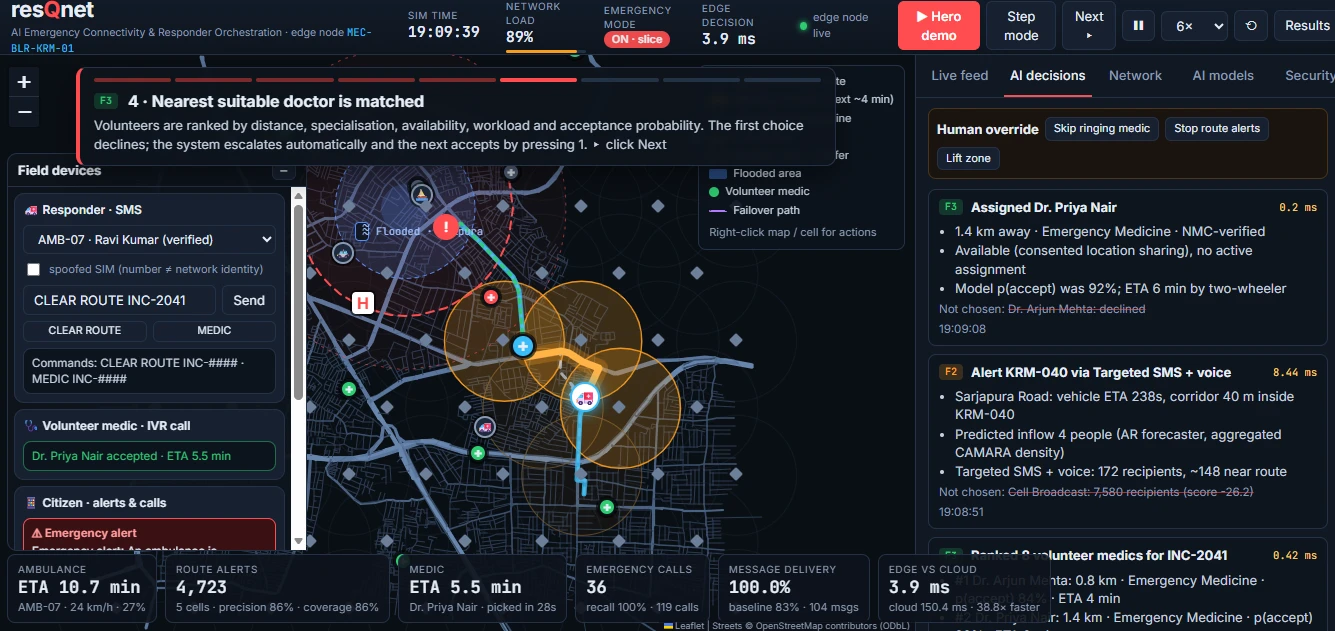 resQnet
AI Emergency Connectivity & Responder Orchestration · edge node MEC-
BLR-KRM-01
SIM TIME
19:09:39
NETWORK
LOAD
89%
EMERGENCY
MODE
ON · slice
EDGE
DECISION
3.9 ms
edge node
live
▶ Hero
demo
Step
mode
Next
▸
6×
Results
+
−
F3 4 · Nearest suitable doctor is matched
Volunteers are ranked by distance, specialisation, availability, workload and acceptance probability. The first choice
declines; the system escalates automatically and the next accepts by pressing 1. ▸ click Next
Flooded area
Volunteer medic
Failover path
Right-click map / cell for actions
Field devices
−
Responder · SMS
AMB-07 · Ravi Kumar (verified)
spoofed SIM (number ≠ network identity)
CLEAR ROUTE INC-2041
Send
CLEAR ROUTE
MEDIC
Commands: CLEAR ROUTE INC-#### ·
MEDIC INC-####
Volunteer medic · IVR call
Dr. Priya Nair accepted · ETA 5.5 min
Citizen · alerts & calls
Emergency alert
Flooded
H
Live feed
AI decisions
Network
AI models
Security
Human override
Skip ringing medic
Stop route alerts
Lift zone
F3 Assigned Dr. Priya Nair 0.2 ms
• 1.4 km away · Emergency Medicine · NMC-verified
• Available (consented location sharing), no active
assignment
• Model p(accept) was 92%; ETA 6 min by two-wheeler
Not chosen: Dr. Arjun Mehta: declined
19:09:08
F2 Alert KRM-040 via Targeted SMS + voice 8.44 ms
• Sarjapura Road: vehicle ETA 238s, corridor 40 m inside
KRM-040
• Predicted inflow 4 people (AR forecaster, aggregated
CAMARA density)
• Targeted SMS + voice: 172 recipients, ~148 near route
Not chosen: Cell Broadcast: 7,580 recipients (score -26.2)
19:08:51
F3 Ranked 8 volunteer medics for INC-2041 0.42 ms
#1 Dr. Arjun Mehta: 0.8 km · Emergency Medicine ·
p(accept) 84% · ETA 4 min
#2 Dr. Priya Nair: 1.4 km · Emergency Medicine · p(accept)
AMBULANCE
ETA 10.7 min
AMB-07 · 24 km/h · 27%
ROUTE ALERTS
4,723
5 cells · precision 86% · coverage 86%
MEDIC
ETA 5.5 min
Dr. Priya Nair · picked in 28s
EMERGENCY CALLS
36
recall 100% · 119 calls
MESSAGE DELIVERY
100.0%
baseline 83% · 104 msgs
EDGE VS CLOUD
3.9 ms
cloud 150.4 ms · 38.8× faster
Leaflet | Streets © OpenStreetMap contributors (ODbL)